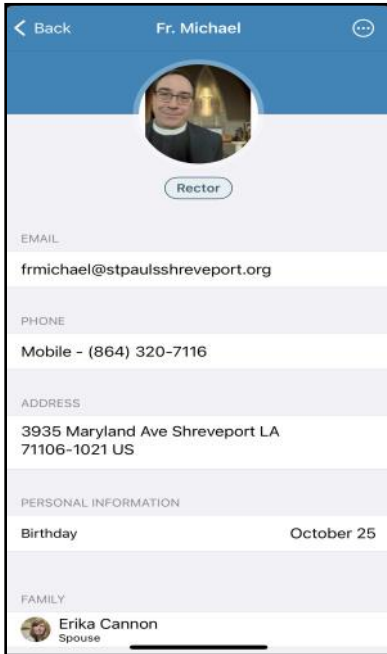 Back Fr. Michael
Rector
EMAIL
frmichael@stpaulsshreveport.org
PHONE
Mobile - (864) 320-7116
ADDRESS
3935 Maryland Ave Shreveport LA
71106-1021 US
PERSONAL INFORMATION
Birthday October 25
FAMILY
Erika Cannon
Spouse